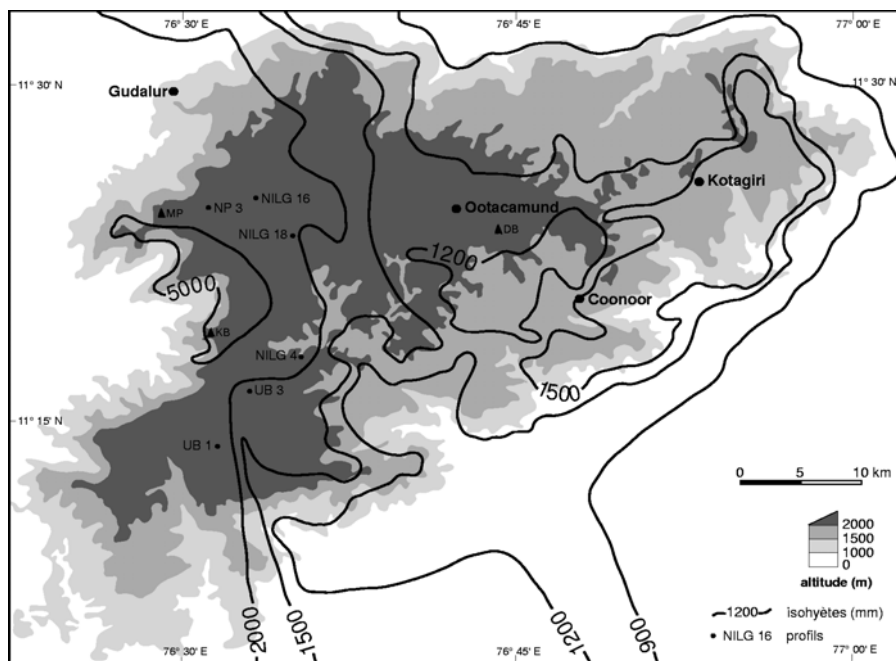 76° 30' E
76° 45' E
77° 00' E
11° 30' N
11° 30' N
Gudalur
Kotagiri
NILG 16
MP
NP 3
Ootacamund
NILG 18
DB
1200
5000
Coonoor
KB
NILG 4
UB 3
1500
11° 15' N
11° 15' N
UB 1
0 5 10 km
2000
1500
1000
0
altitude (m)
1200 isohyètes (mm)
NILG 16 profils
2000
1500
1200
900
76° 30' E
76° 45' E
77° 00' E